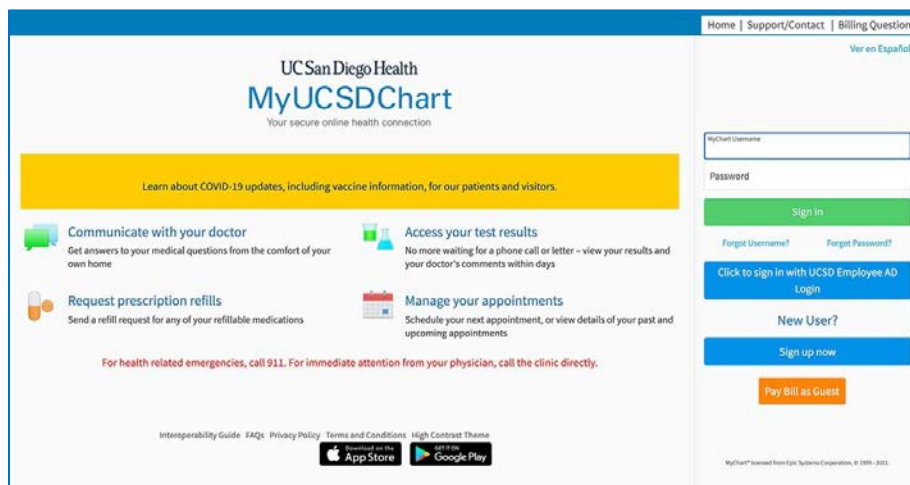 Home | Support/Contact | Billing Question
Ver en Español
UC San Diego Health
MyUCSDChart
Your secure online health connection
MyChart Username
Password
Sign in
Forgot Username? Forgot Password?
Click to sign in with UCSD Employee AD
Login
New User?
Sign up now
Pay Bill as Guest
Learn about COVID-19 updates, including vaccine information, for our patients and visitors.
Communicate with your doctor
Get answers to your medical questions from the comfort of your
own home
Access your test results
No more waiting for a phone call or letter – view your results and
your doctor's comments within days
Request prescription refills
Send a refill request for any of your refillable medications
Manage your appointments
Schedule your next appointment, or view details of your past and
upcoming appointments
For health related emergencies, call 911. For immediate attention from your physician, call the clinic directly.
Interoperability Guide FAQs Privacy Policy Terms and Conditions High Contrast Theme
Download on the
App Store
GET IT ON
Google Play
MyChart® licensed from Epic Systems Corporation, © 1999 - 2021